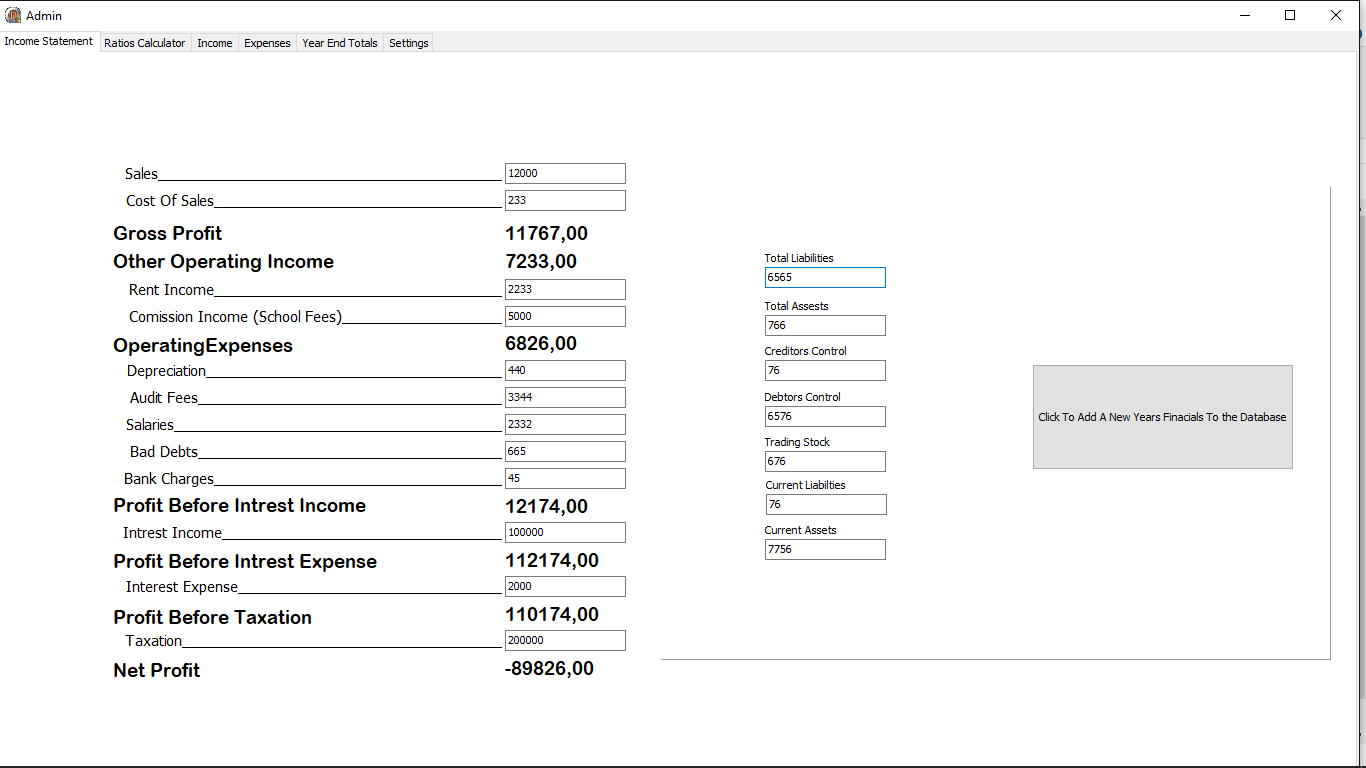 Admin
Income Statement Ratios Calculator Income Expenses Year End Totals Settings
Sales 12000
Cost Of Sales 233
Gross Profit 11767,00
Other Operating Income 7233,00
Rent Income 2233
Comission Income (School Fees) 5000
OperatingExpenses 6826,00
Depreciation 440
Audit Fees 3344
Salaries 2332
Bad Debts 665
Bank Charges 45
Profit Before Intrest Income 12174,00
Intrest Income 100000
Profit Before Intrest Expense 112174,00
Interest Expense 2000
Profit Before Taxation 110174,00
Taxation 200000
Net Profit -89826,00
Total Liabilities
6565
Total Assests
766
Creditors Control
76
Debtors Control
6576
Trading Stock
676
Current Liabilties
76
Current Assets
7756
Click To Add A New Years Finacials To the Database